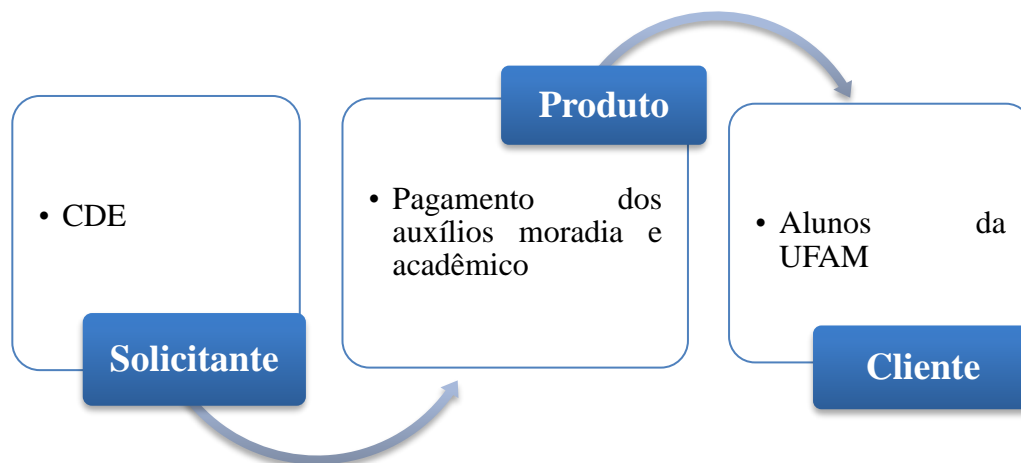 • CDE
Solicitante
Produto
• Pagamento dos
auxílios moradia e
acadêmico
• Alunos da
UFAM
Cliente